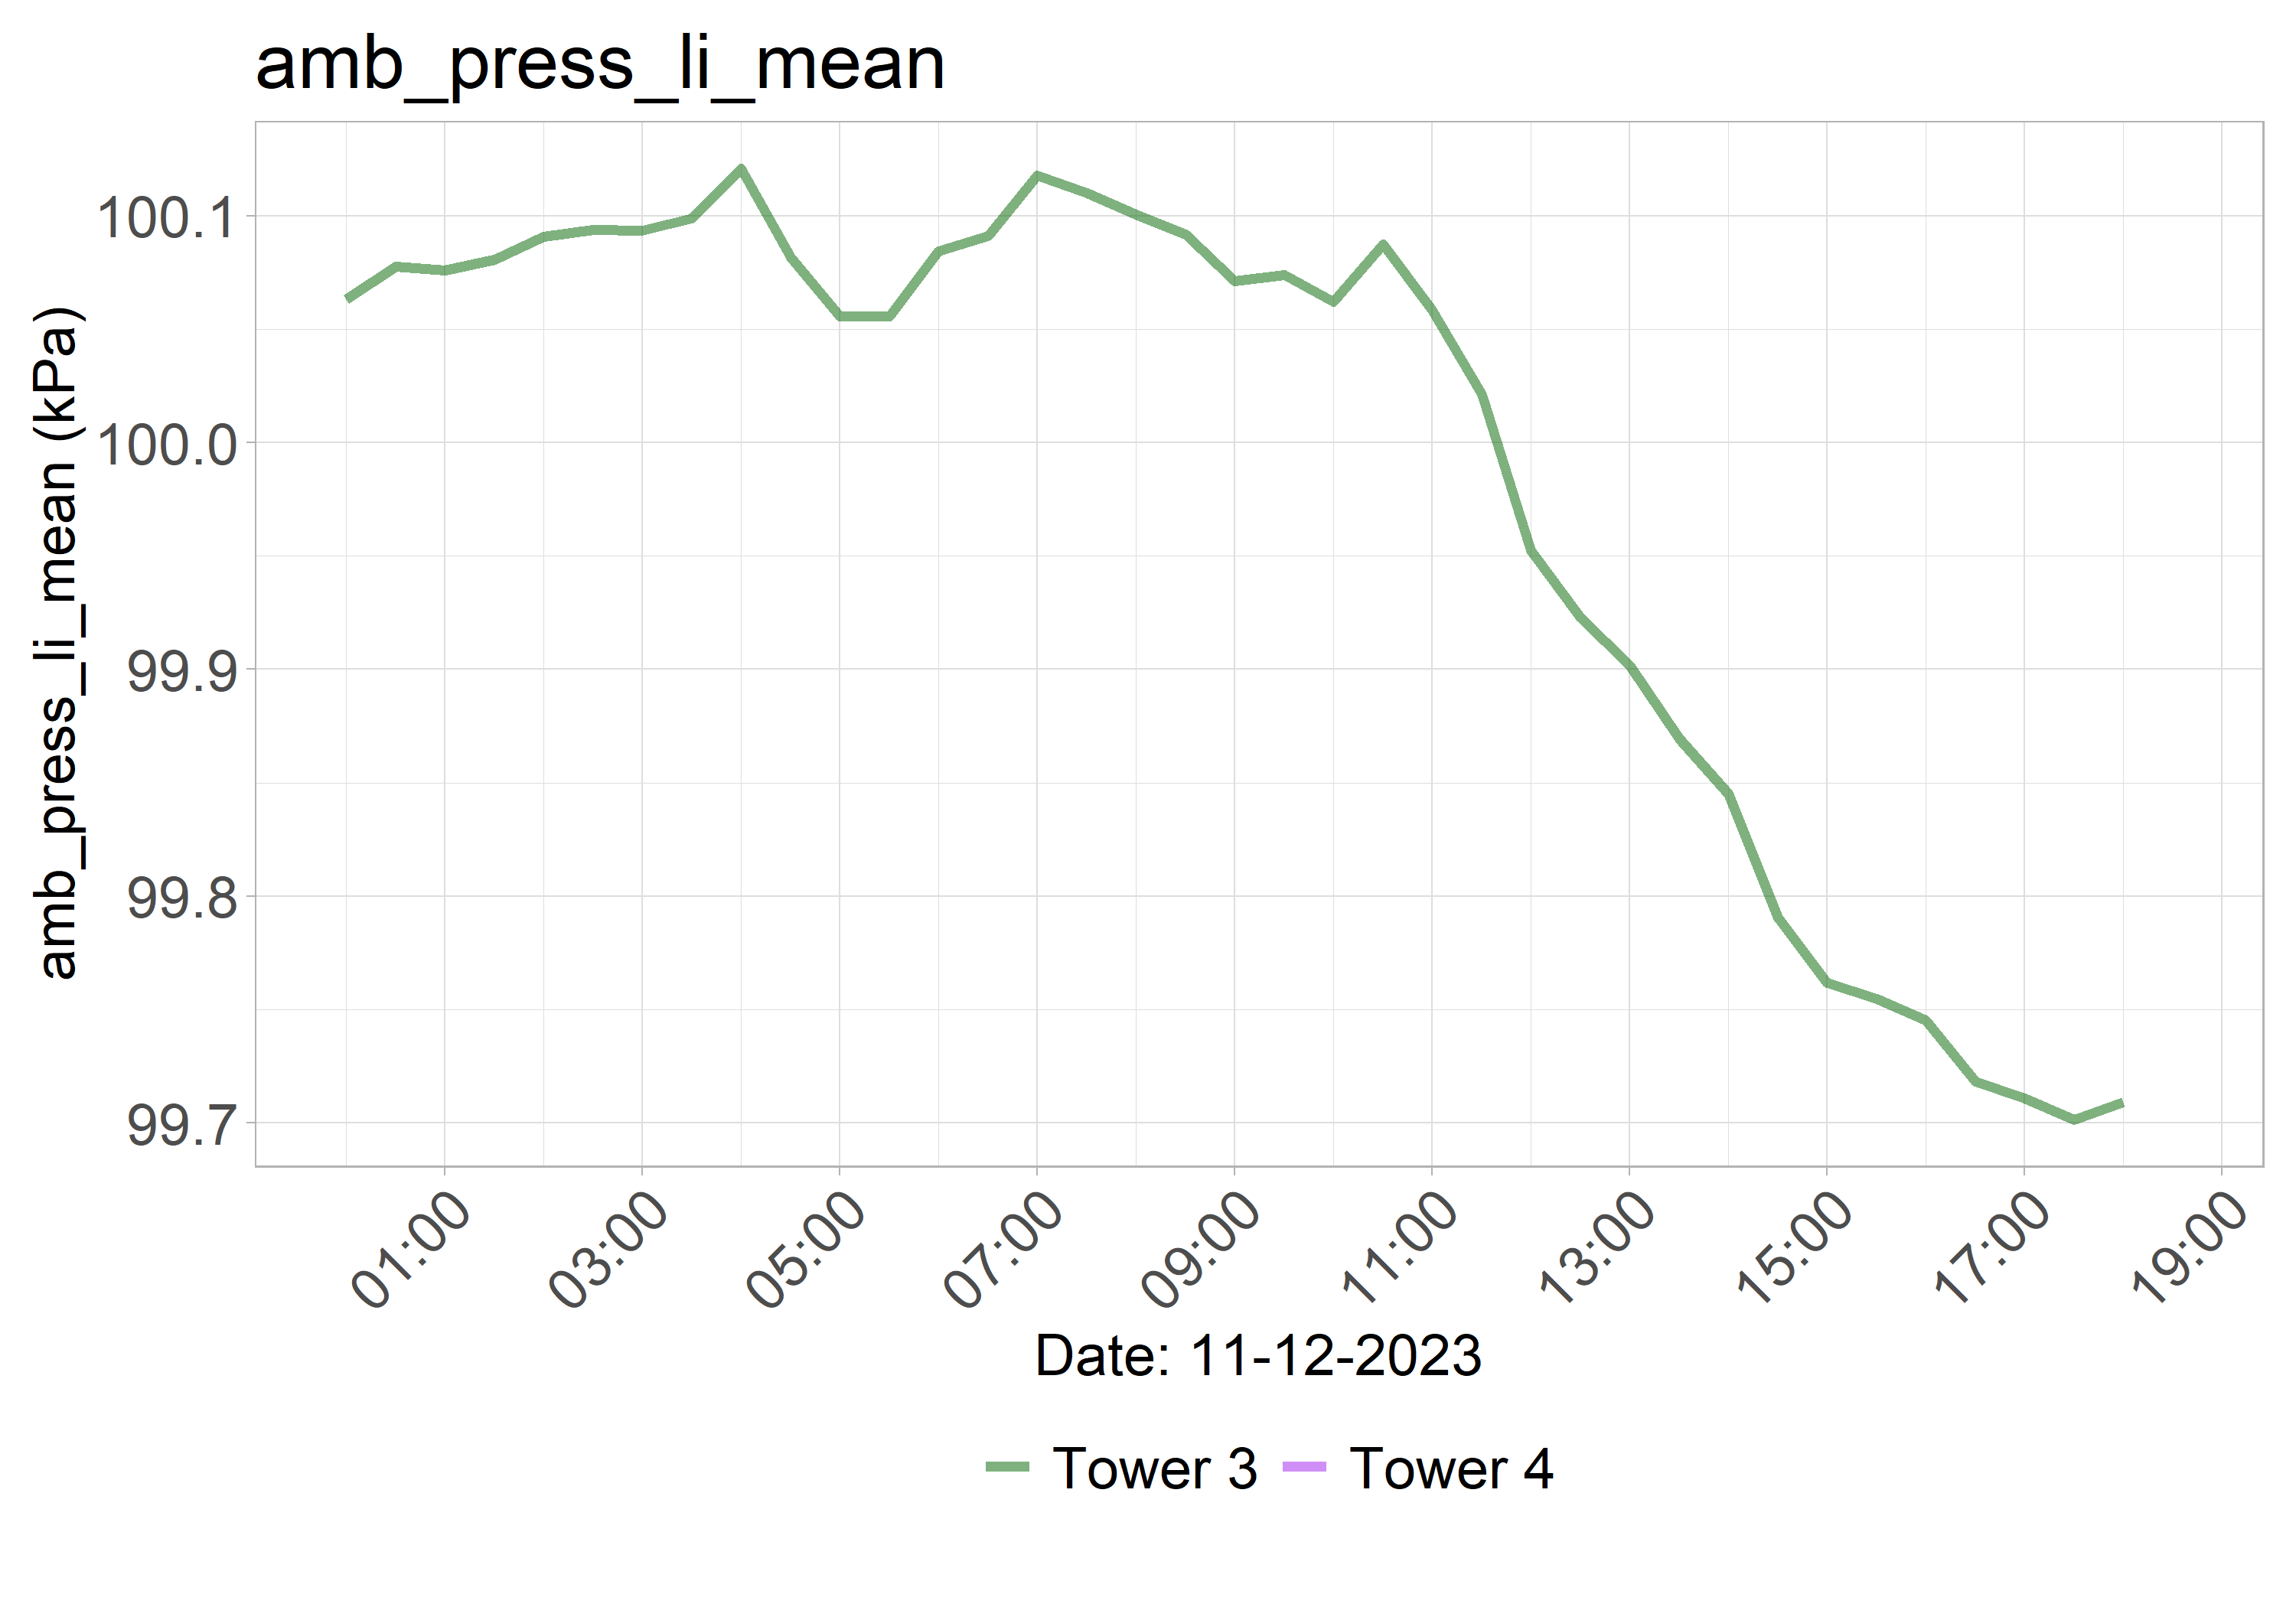 amb_press_li_mean
amb_press_li_mean (kPa)
100.1
100.0
99.9
99.8
99.7
01:00 03:00 05:00 07:00 09:00 11:00 13:00 15:00 17:00 19:00
Date: 11-12-2023
Tower 3 Tower 4